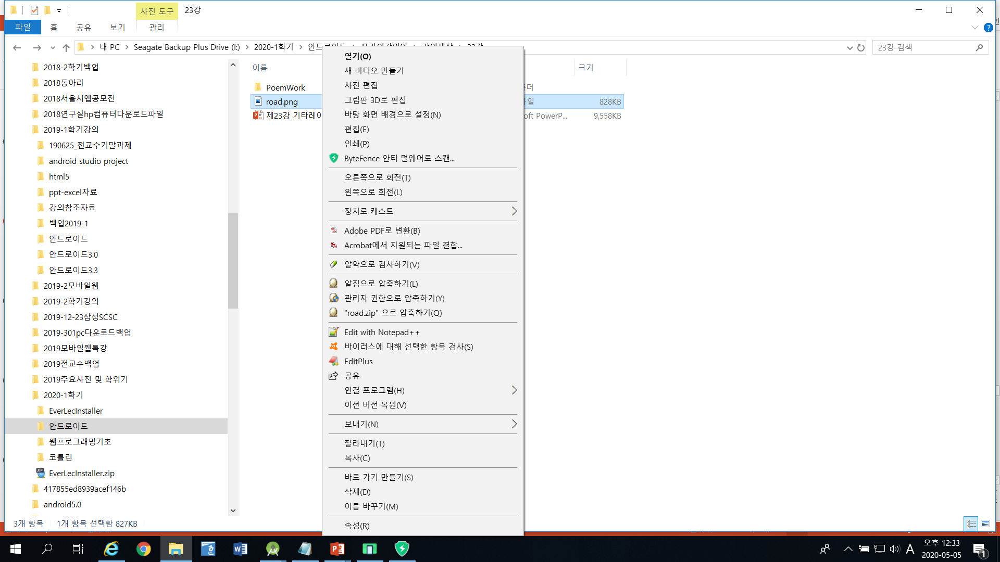 사진 도구
23강
파일
홈
공유
보기
관리
내 PC
Seagate Backup Plus Drive (I:)
2020-1학기
23강 검색
2018-2학기백업
2018동아리
2018서울시앱공모전
2018연구실hp컴퓨터다운로드파일
2019-1학기강의
190625_전교수기말과제
android studio project
html5
ppt-excel자료
강의참조자료
백업2019-1
안드로이드
안드로이드3.0
안드로이드3.3
2019-2모바일웹
2019-2학기강의
2019-12-23삼성SCSC
2019-301pc다운로드백업
2019모바일웹특강
2019전교수백업
2019주요사진 및 학위기
2020-1학기
EverLecInstaller
안드로이드
웹프로그래밍기초
코틀린
EverLecInstaller.zip
417855ed8939acef146b
android5.0
3개 항목
1개 항목 선택함 827KB
이름
크기
PoemWork
road.png
828KB
제23강 기타레이
oft PowerP...
9,558KB
열기(O)
새 비디오 만들기
사진 편집
그림판 3D로 편집
바탕 화면 배경으로 설정(N)
편집(E)
인쇄(P)
ByteFence 안티 멀웨어로 스캔...
오른쪽으로 회전(T)
왼쪽으로 회전(L)
장치로 캐스트
Adobe PDF로 변환(B)
Acrobat에서 지원되는 파일 결합...
알약으로 검사하기(V)
알집으로 압축하기(L)
관리자 권한으로 압축하기(Y)
"road.zip" 으로 압축하기(Q)
Edit with Notepad++
바이러스에 대해 선택한 항목 검사(S)
EditPlus
공유
연결 프로그램(H)
이전 버전 복원(V)
보내기(N)
잘라내기(T)
복사(C)
바로 가기 만들기(S)
삭제(D)
이름 바꾸기(M)
속성(R)
A
오후 12:33
2020-05-05
1